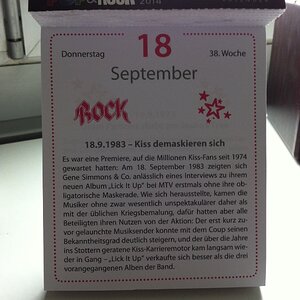 ROCK 2014
Donnerstag 18 38. Woche
September
ROCK
18.9.1983 – Kiss demaskieren sich
Es war eine Premiere, auf die Millionen Kiss-Fans seit 1974
gewartet hatten: Am 18. September 1983 zeigten sich
Gene Simmons & Co. anlässlich eines Interviews zu ihrem
neuen Album „Lick It Up“ bei MTV erstmals ohne ihre ob-
ligatorische Maskerade. Wie sich herausstellte, kamen die
Musiker ohne zwar wesentlich unspektakulärer daher als
mit der üblichen Kriegsbemalung, dafür hatten aber alle
Beteiligten ihren Nutzen von der Aktion: Der erst kurz zu-
vor gelaunchte Musiksender konnte mit dem Coup seinen
Bekanntheitsgrad deutlich steigern, und der über die Jahre
ins Stottern geratene Kiss-Karrieremotor kam langsam wie-
der in Gang – „Lick It Up“ verkaufte sich besser als die drei
vorangegangenen Alben der Band.